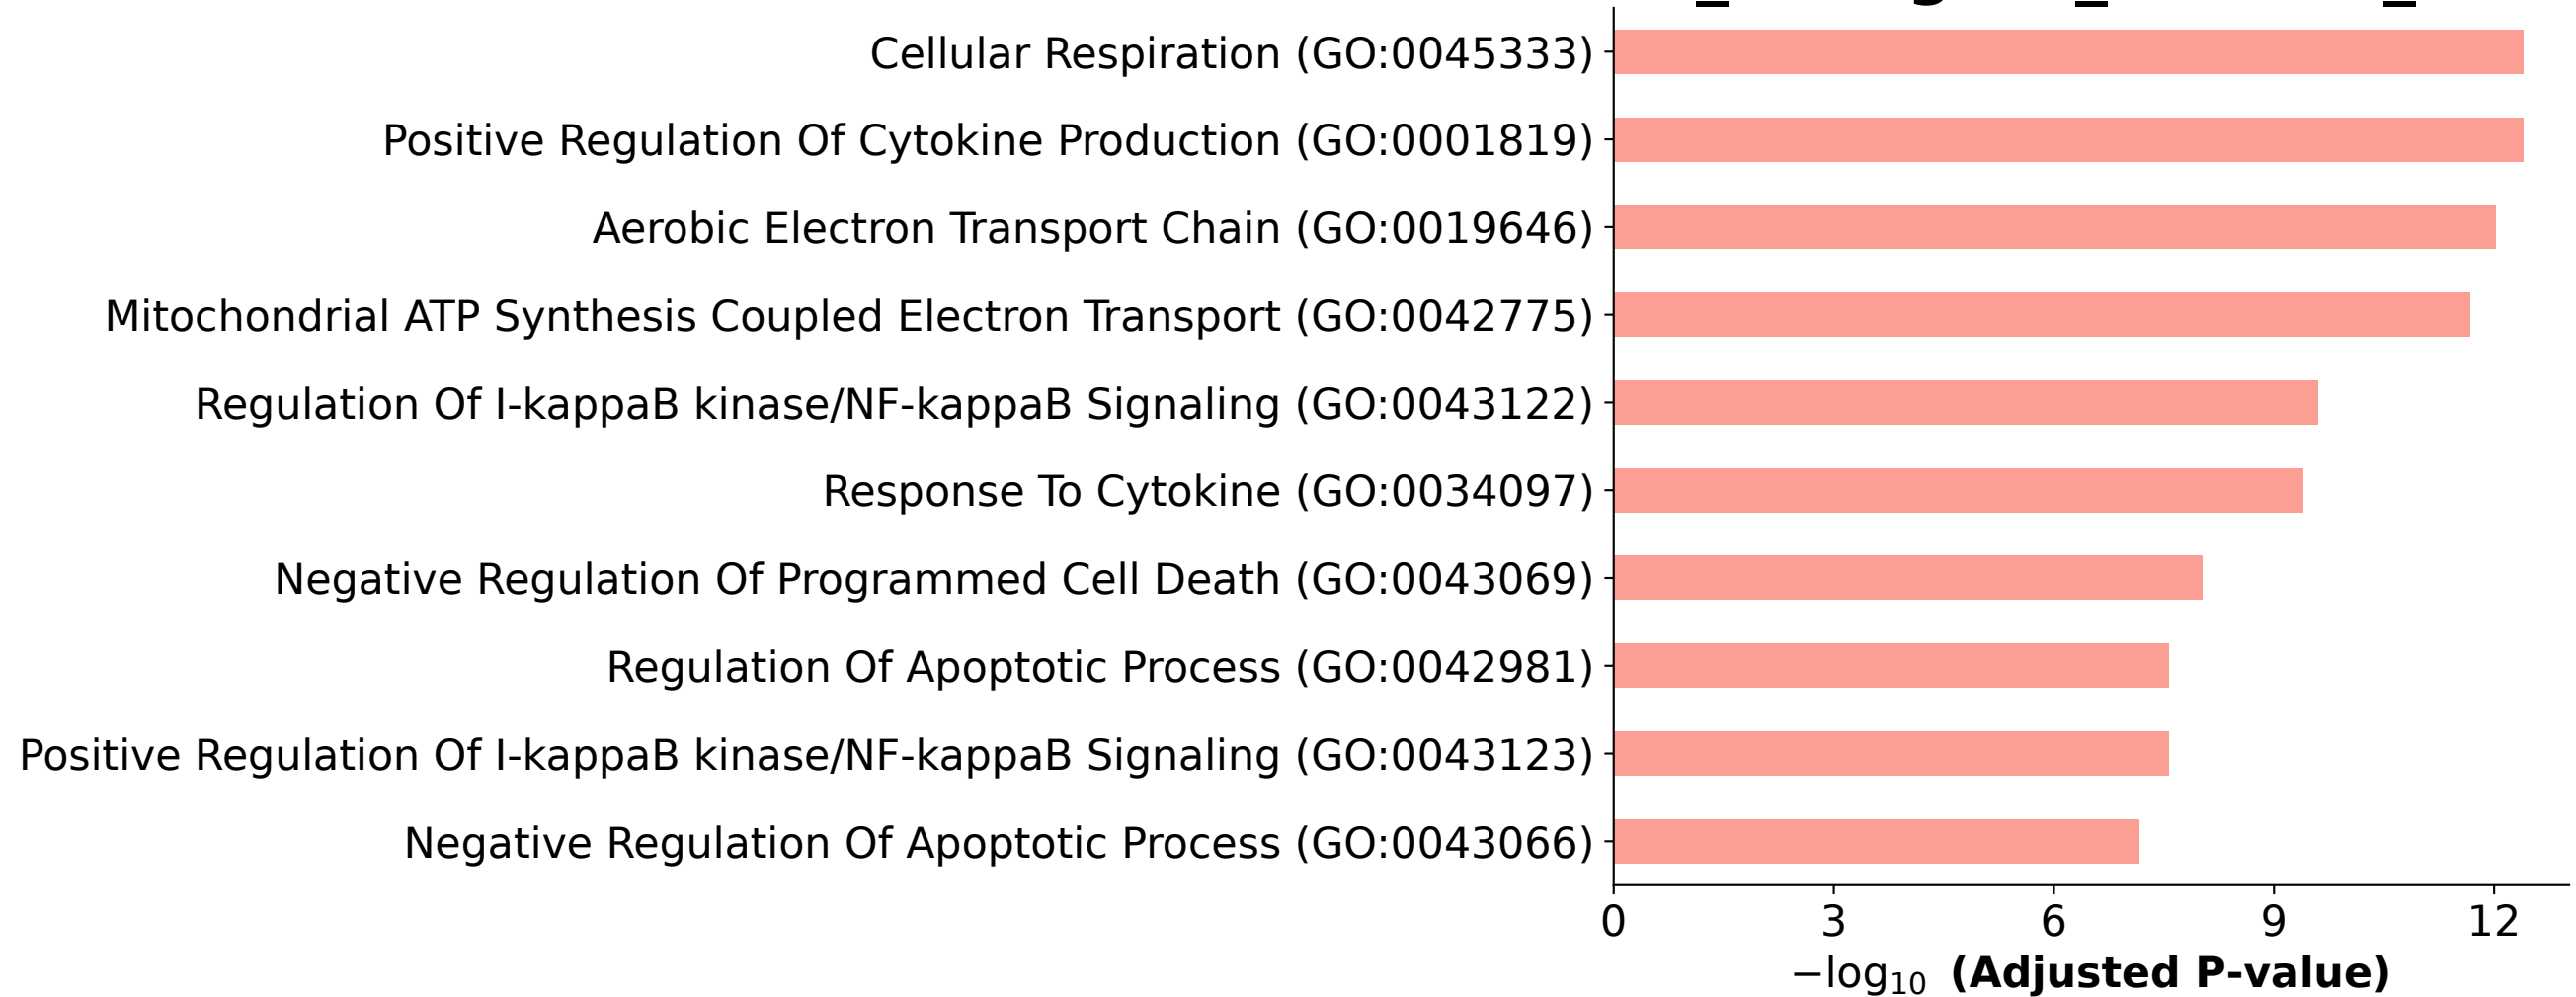 Cellular Respiration (GO:0045333)
Positive Regulation Of Cytokine Production (GO:0001819)
Aerobic Electron Transport Chain (GO:0019646)
Mitochondrial ATP Synthesis Coupled Electron Transport (GO:0042775)
Regulation Of I-kappaB kinase/NF-kappaB Signaling (GO:0043122)
Response To Cytokine (GO:0034097)
Negative Regulation Of Programmed Cell Death (GO:0043069)
Regulation Of Apoptotic Process (GO:0042981)
Positive Regulation Of I-kappaB kinase/NF-kappaB Signaling (GO:0043123)
Negative Regulation Of Apoptotic Process (GO:0043066)
0 3 6 9 12
−log₁₀ (Adjusted P-value)